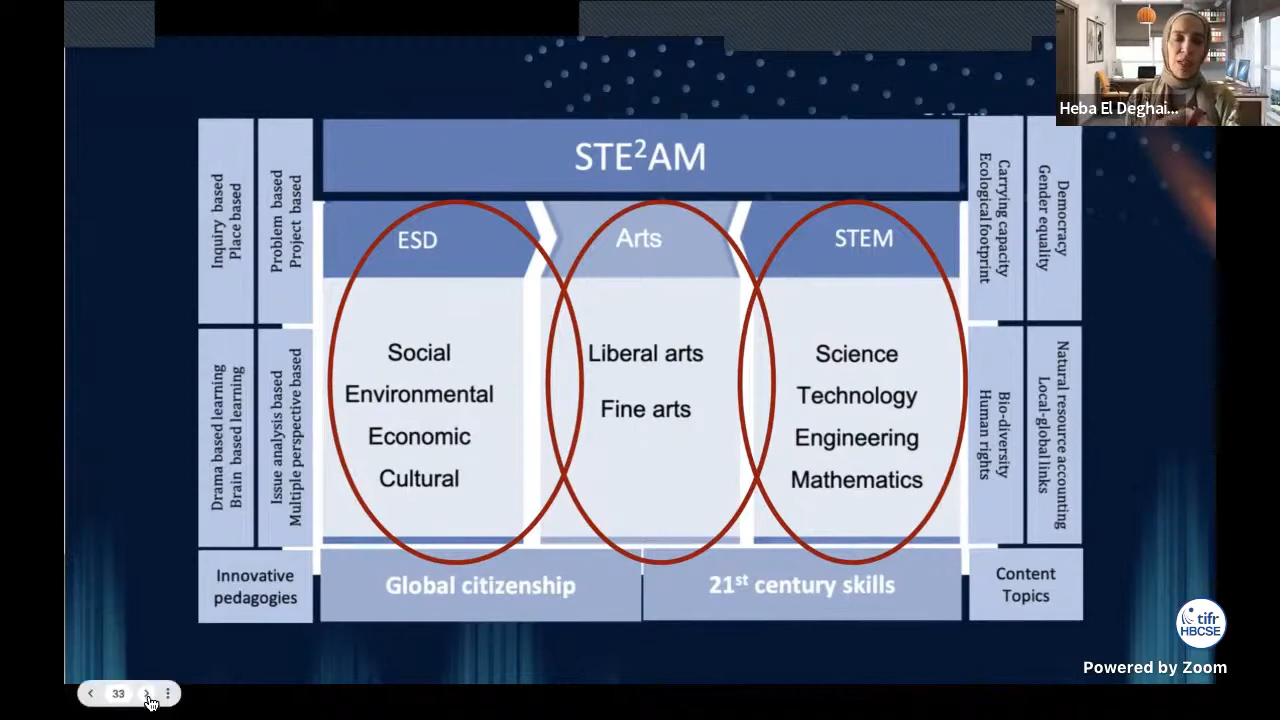 Heba El Deghai...
STE²AM
Inquiry based
Place based
Problem based
Project based
ESD
Arts
STEM
Carrying capacity
Ecological footprint
Democracy
Gender equality
Social
Environmental
Economic
Cultural
Liberal arts
Fine arts
Science
Technology
Engineering
Mathematics
Drama based learning
Brain based learning
Issue analysis based
Multiple perspective based
Bio-diversity
Human rights
Natural resource accounting
Local-global links
Innovative
pedagogies
Global citizenship
21st century skills
Content
Topics
tifr
HBCSE
Powered by Zoom
33